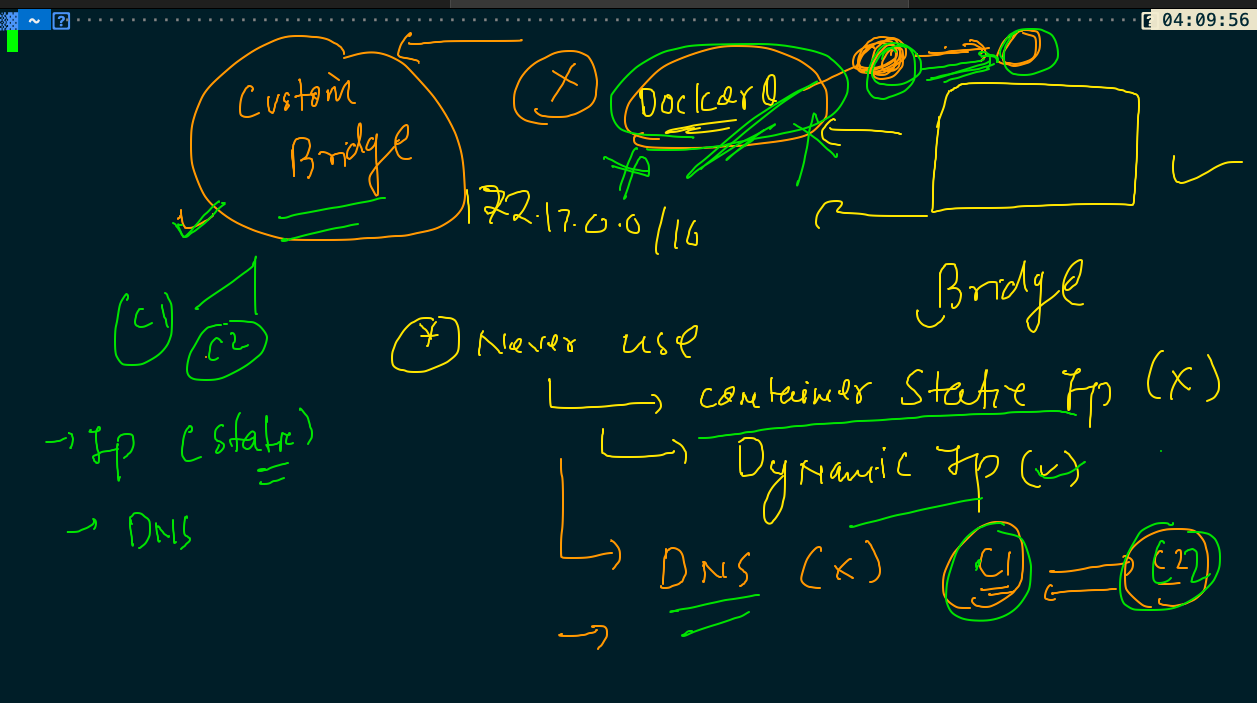 ~ ? 04:09:56
Custom
Bridge
X
Docker0
172.17.0.0/16
Bridge
C1
C2
* Never use
container Static Ip (X)
Dynamic Ip (✓)
→ Ip (Static)
→ DNS
DNS (X)
C1 C2
→